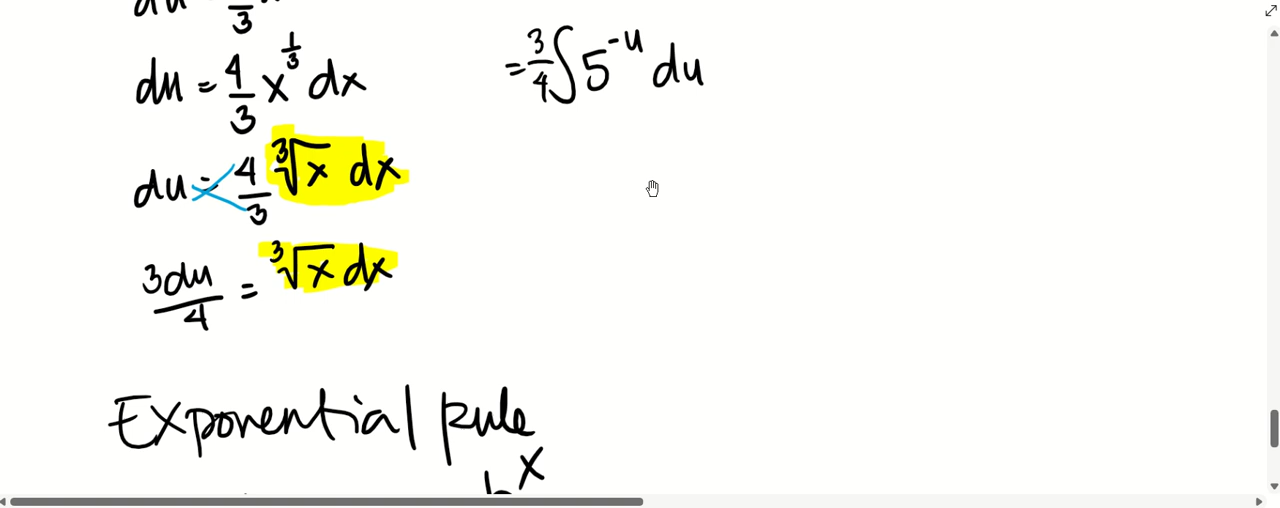 du = 4/3 x^{1/3} dx
= 3/4 ∫ 5^{-u} du
du = 4/3 ∛x dx
3du/4 = ∛x dx
Exponential rule
x